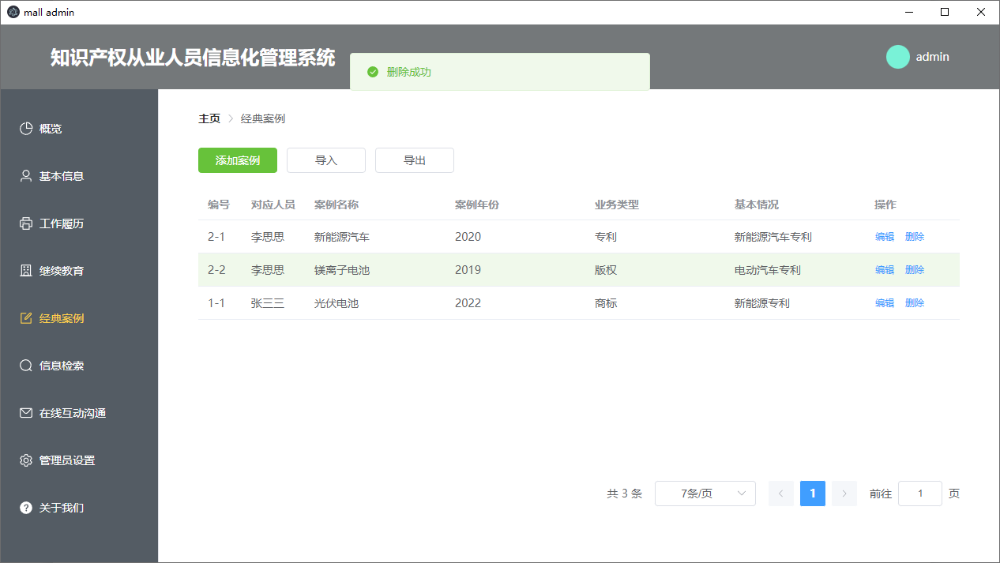 mall admin
知识产权从业人员信息化管理系统
删除成功
admin
概览
基本信息
工作履历
继续教育
经典案例
信息检索
在线互动沟通
管理员设置
关于我们
主页 经典案例
添加案例 导入 导出
编号 对应人员 案例名称 案例年份 业务类型 基本情况 操作
2-1 李思思 新能源汽车 2020 专利 新能源汽车专利 编辑 删除
2-2 李思思 镁离子电池 2019 版权 电动汽车专利 编辑 删除
1-1 张三三 光伏电池 2022 商标 新能源专利 编辑 删除
共 3 条 7条/页 1 前往 1 页